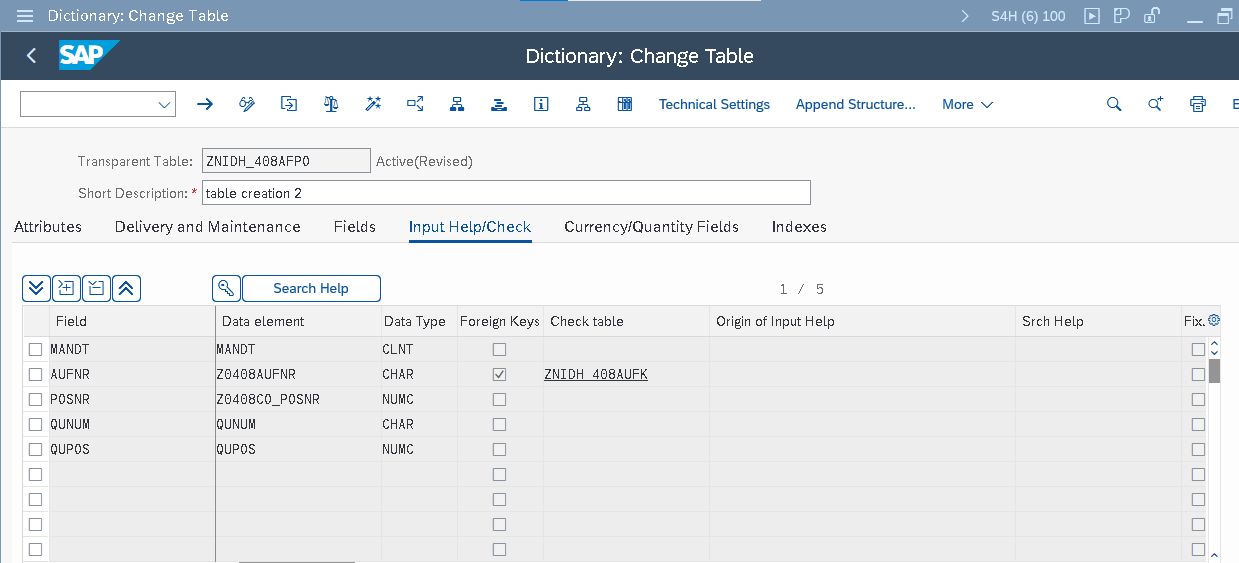 Dictionary: Change Table S4H (6) 100
SAP Dictionary: Change Table
Technical Settings Append Structure... More
Transparent Table: ZNIDH_408AFPO Active(Revised)
Short Description: * table creation 2
Attributes Delivery and Maintenance Fields Input Help/Check Currency/Quantity Fields Indexes
Search Help 1 / 5
Field Data element Data Type Foreign Keys Check table Origin of Input Help Srch Help Fix.
MANDT MANDT CLNT
AUFNR Z0408AUFNR CHAR ZNIDH_408AUFK
POSNR Z0408CO_POSNR NUMC
QUNUM QUNUM CHAR
QUPOS QUPOS NUMC